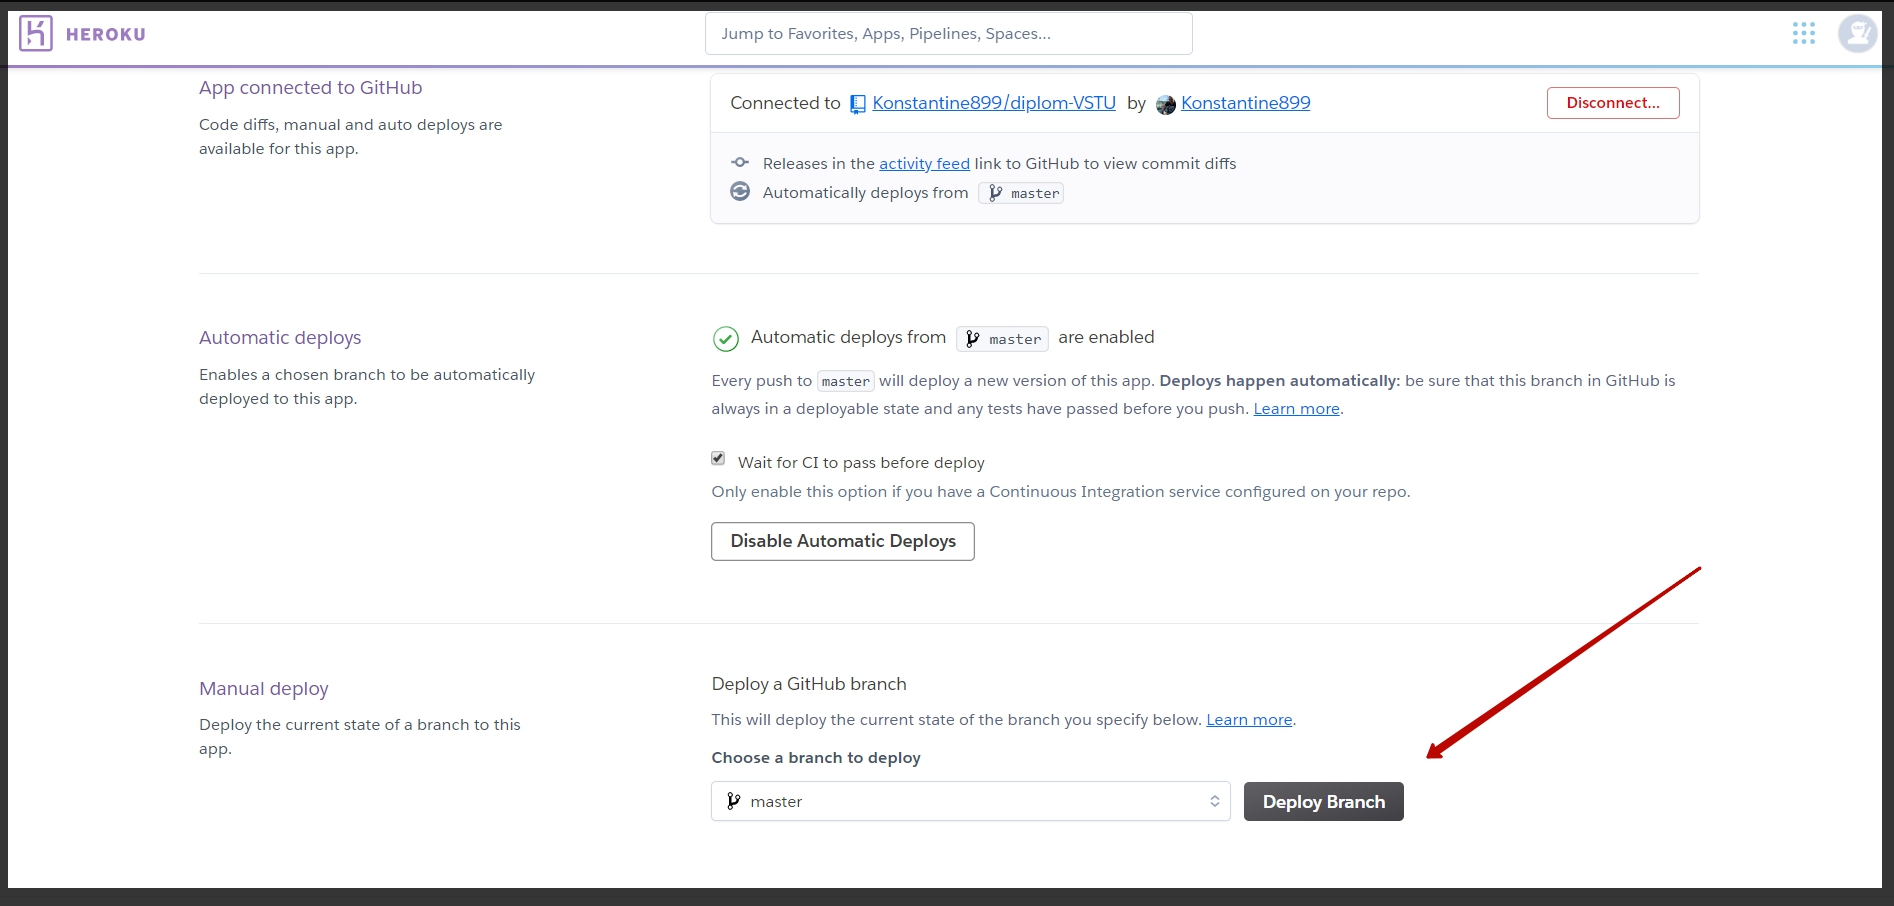 HEROKU
Jump to Favorites, Apps, Pipelines, Spaces...
App connected to GitHub
Code diffs, manual and auto deploys are
available for this app.
Connected to Konstantine899/diplom-VSTU by Konstantine899
Disconnect...
Releases in the activity feed link to GitHub to view commit diffs
Automatically deploys from master
Automatic deploys
Enables a chosen branch to be automatically
deployed to this app.
Automatic deploys from master are enabled
Every push to master will deploy a new version of this app. Deploys happen automatically: be sure that this branch in GitHub is
always in a deployable state and any tests have passed before you push. Learn more.
Wait for CI to pass before deploy
Only enable this option if you have a Continuous Integration service configured on your repo.
Disable Automatic Deploys
Manual deploy
Deploy the current state of a branch to this
app.
Deploy a GitHub branch
This will deploy the current state of the branch you specify below. Learn more.
Choose a branch to deploy
master
Deploy Branch